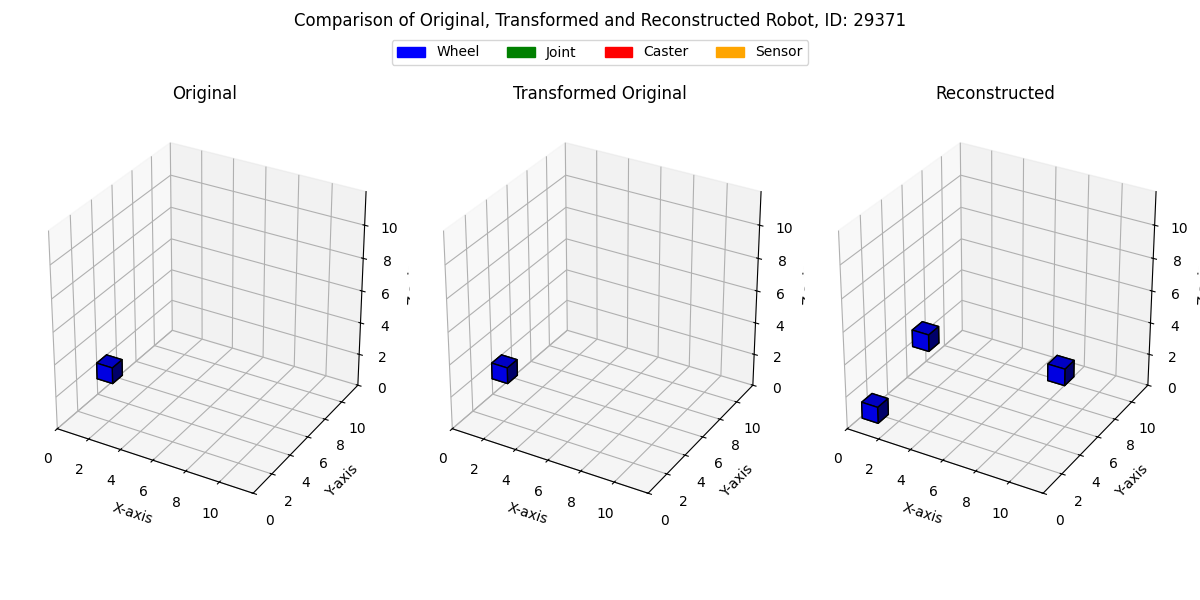 Comparison of Original, Transformed and Reconstructed Robot, ID: 29371
Wheel Joint Caster Sensor
Original Transformed Original Reconstructed
10 10 10
8 8 8
6 6 6
4 4 4
2 2 2
0 0 0
10 10 10
8 8 8
6 6 6
4 4 4
2 2 2
0 0 0
0 2 4 6 8 10 0 2 4 6 8 10 0 2 4 6 8 10
X-axis Y-axis X-axis Y-axis X-axis Y-axis